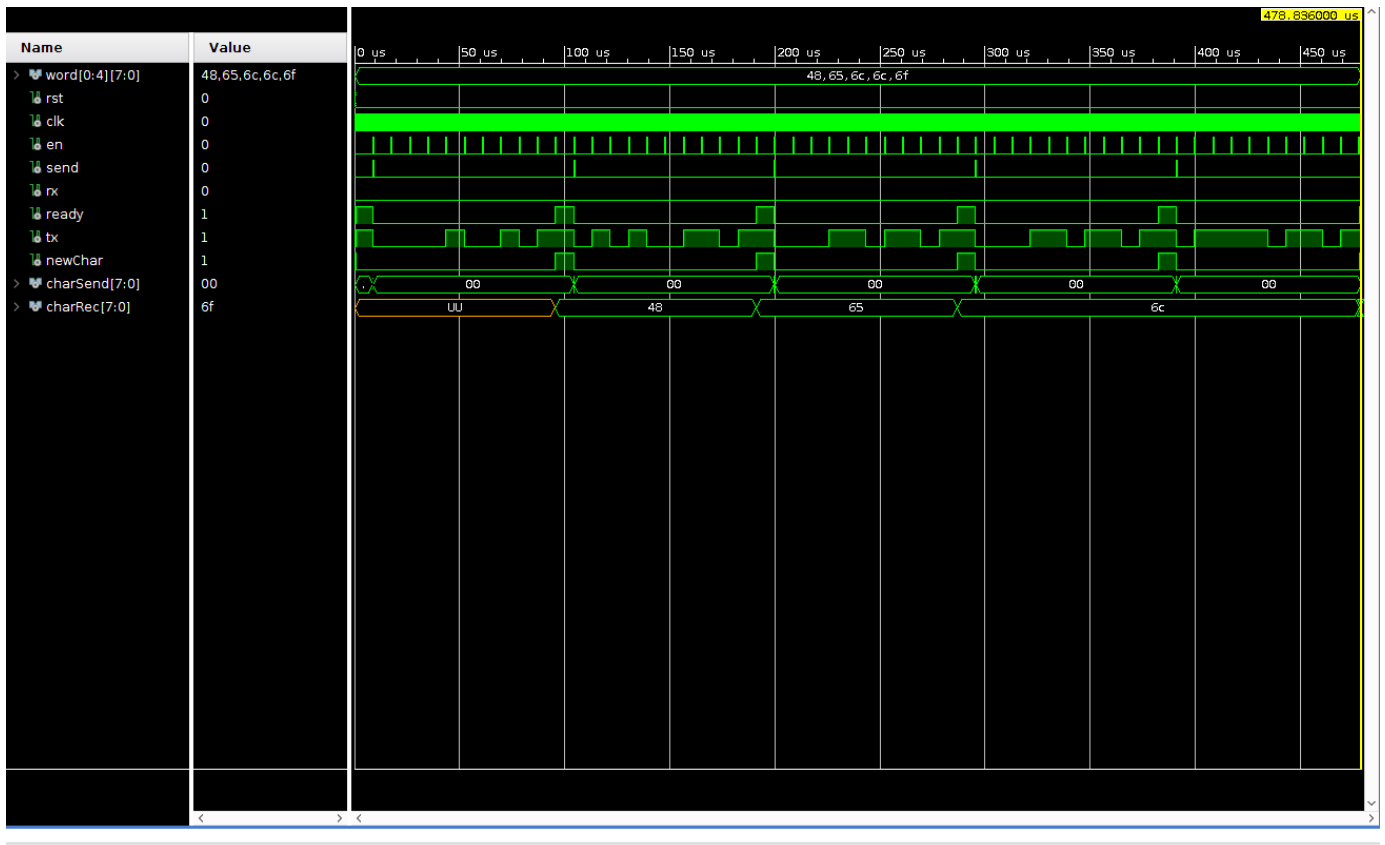 478.836000 us
Name Value
0 us 50 us 100 us 150 us 200 us 250 us 300 us 350 us 400 us 450 us
word[0:4][7:0] 48,65,6c,6c,6f 48,65,6c,6c,6f
rst 0
clk 0
en 0
send 0
rx 0
ready 1
tx 1
newChar 1
charSend[7:0] 00 . 00 00 00 00 00
charRec[7:0] 6f UU 48 65 6c